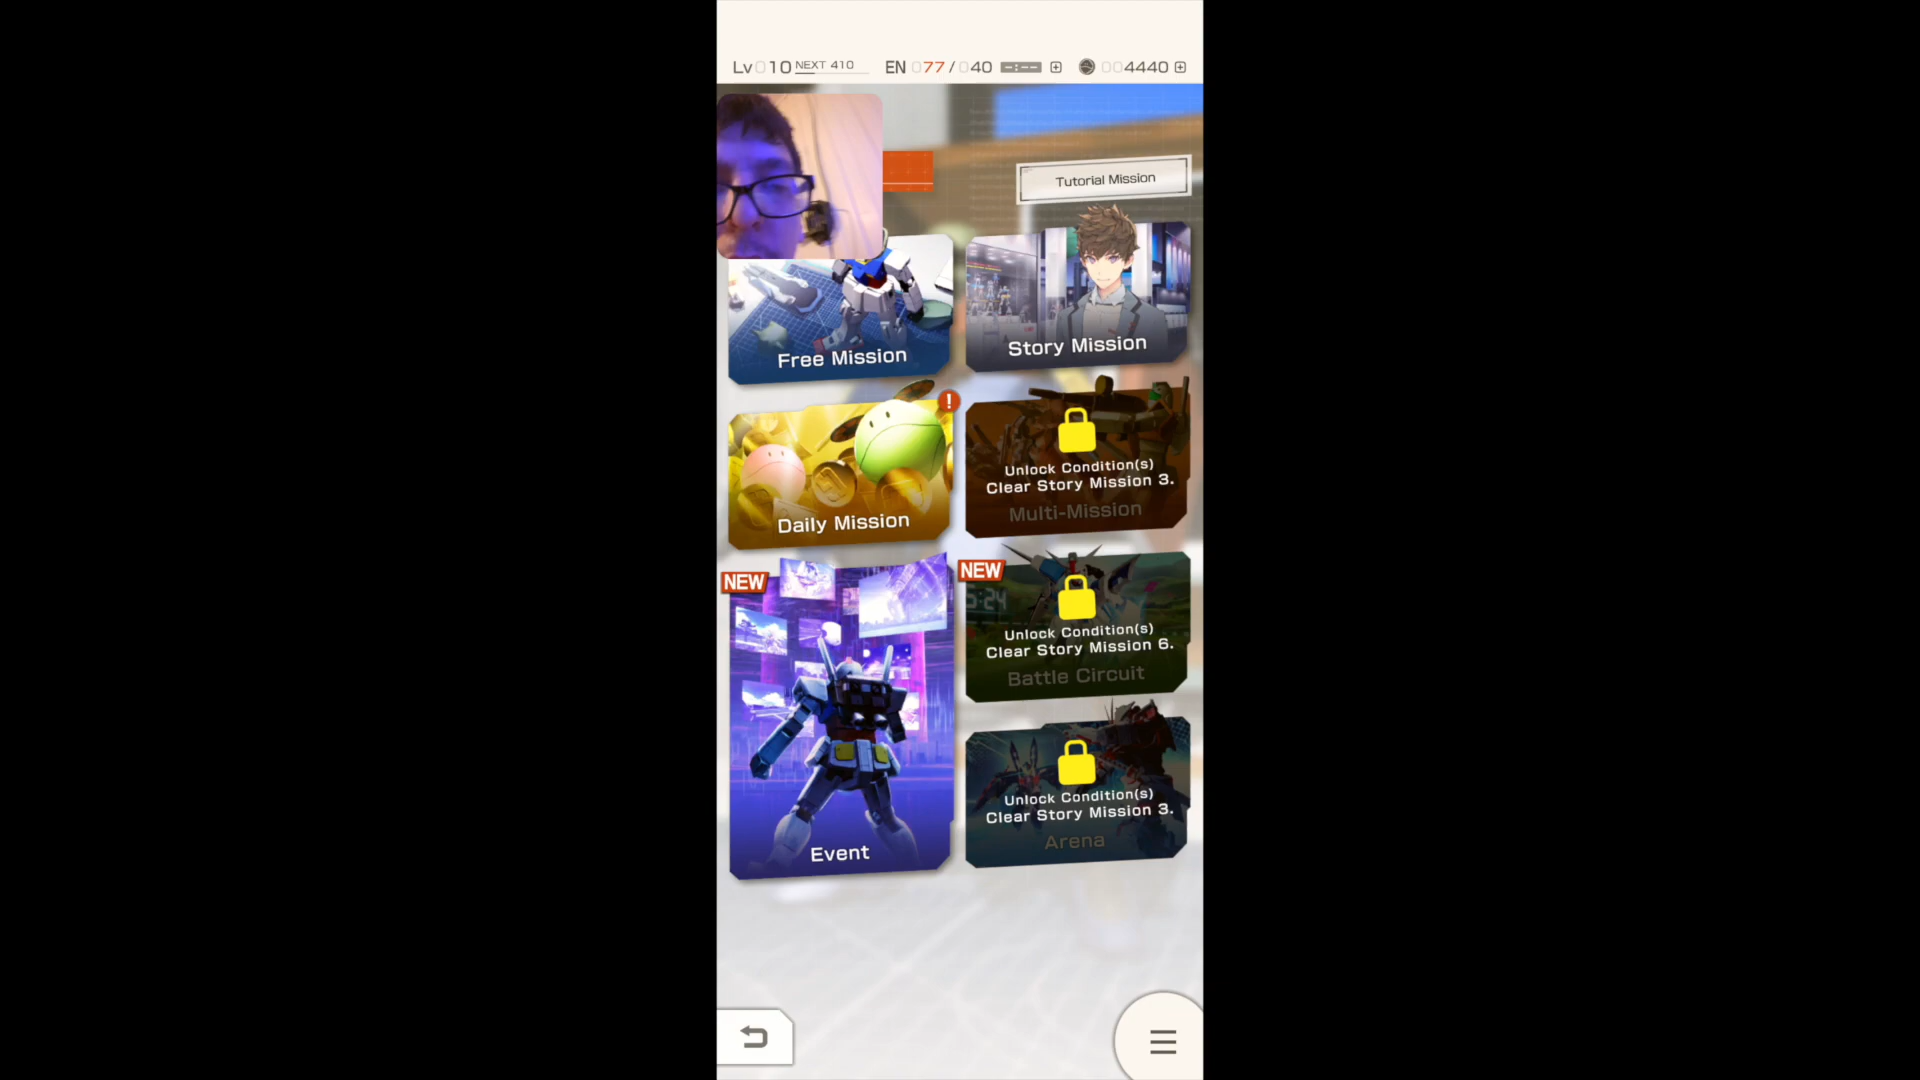 Lv010 NEXT 410 EN 077/040 -:-- 004440
Tutorial Mission
Free Mission
Story Mission
Daily Mission
Unlock Condition(s)
Clear Story Mission 3.
Multi-Mission
NEW
Event
NEW
5:24
Unlock Condition(s)
Clear Story Mission 6.
Battle Circuit
Unlock Condition(s)
Clear Story Mission 3.
Arena